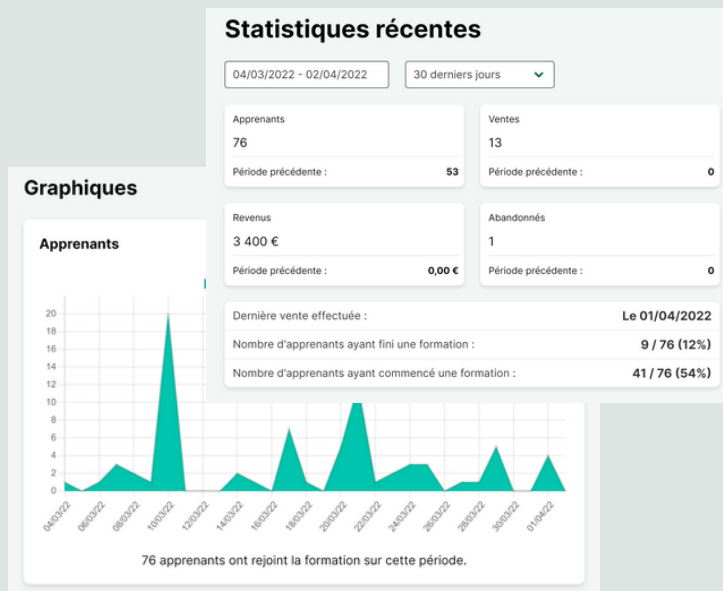 Statistiques récentes
04/03/2022 - 02/04/2022
30 derniers jours
Apprenants
76
Période précédente :
53
Ventes
13
Période précédente :
0
Revenus
3 400 €
Période précédente :
0,00 €
Abandonnés
1
Période précédente :
0
Dernière vente effectuée :
Le 01/04/2022
Nombre d'apprenants ayant fini une formation :
9 / 76 (12%)
Nombre d'apprenants ayant commencé une formation :
41 / 76 (54%)
Graphiques
Apprenants
20
18
16
14
12
10
8
6
4
2
0
04/03/22
06/03/22
08/03/22
10/03/22
12/03/22
14/03/22
16/03/22
18/03/22
20/03/22
22/03/22
24/03/22
26/03/22
28/03/22
30/03/22
01/04/22
76 apprenants ont rejoint la formation sur cette période.